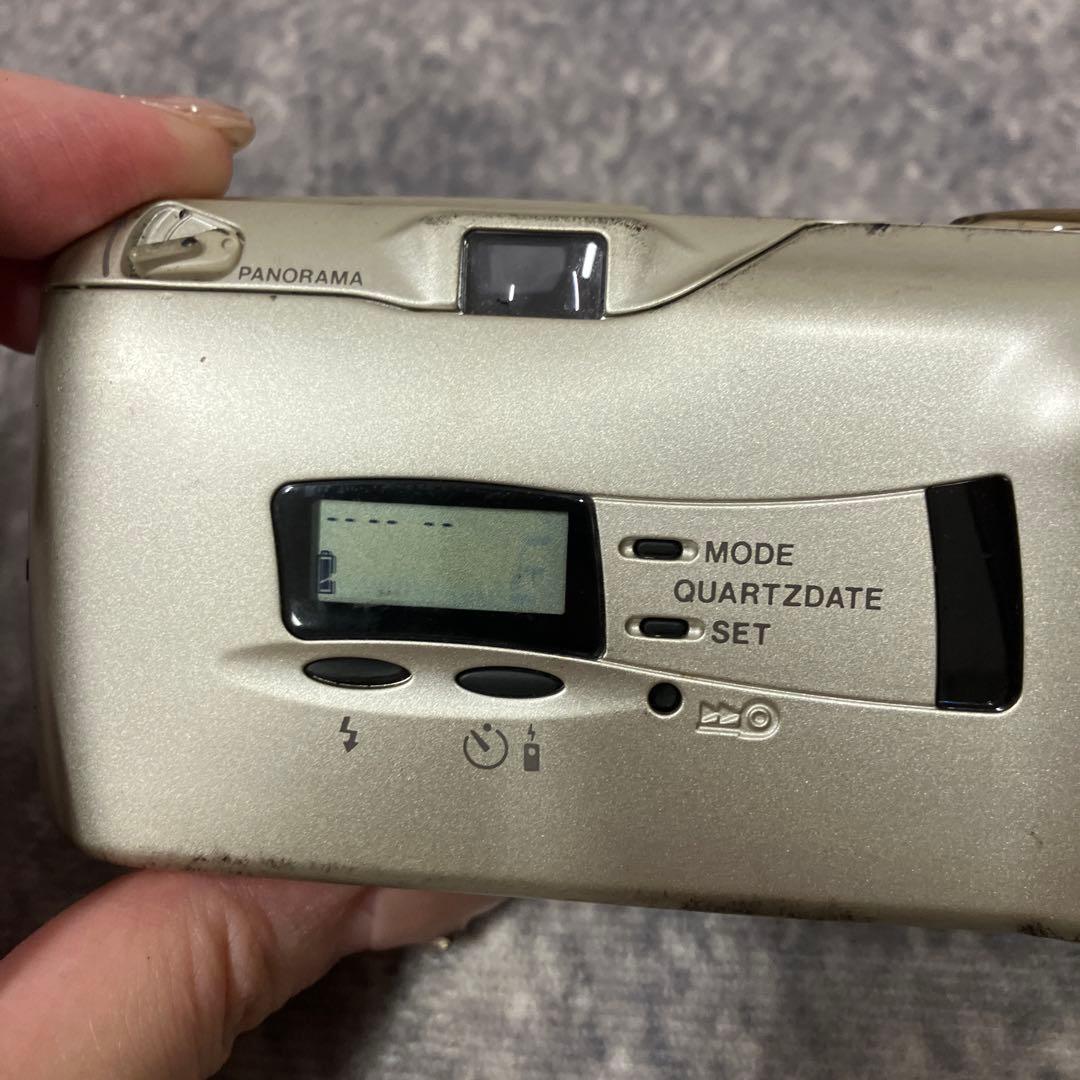 PANORAMA
-- -- --
MODE
QUARTZDATE
SET